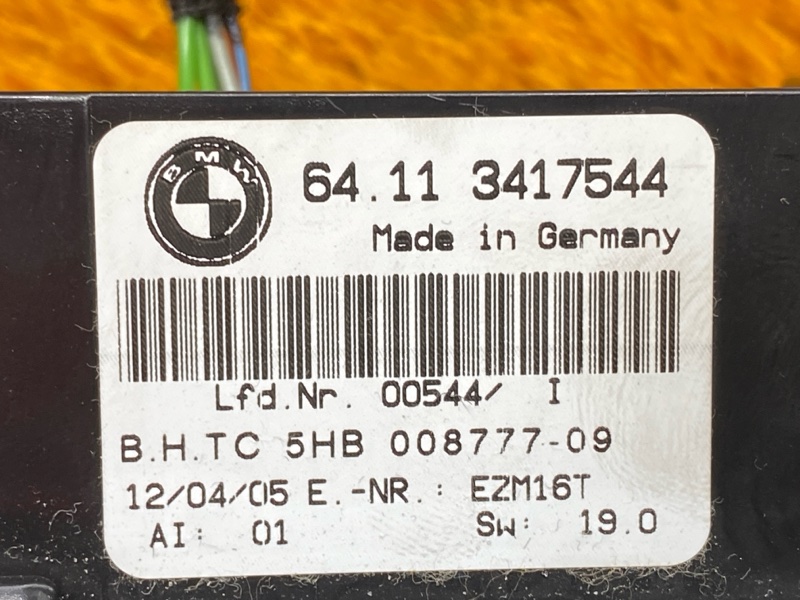 BMW
64.11 3417544
Made in Germany
Lfd.Nr. 00544/ I
B.H.TC 5HB 008777-09
12/04/05 E.-NR.: EZM16T
AI: 01 Sw: 19.0